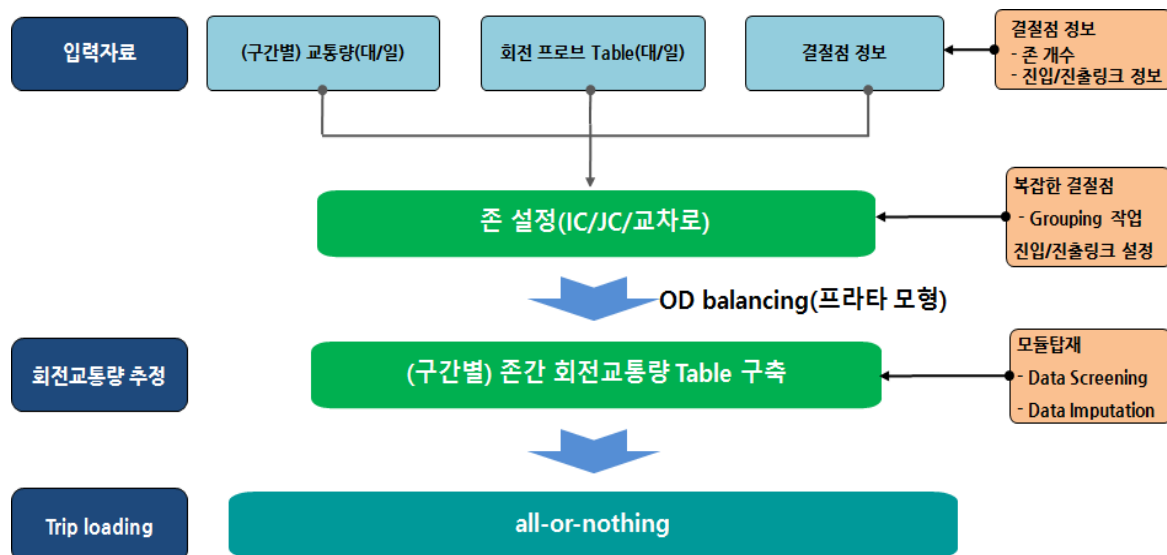 입력자료
(구간별) 교통량(대/일)
회전 프로브 Table(대/일)
결절점 정보
결절점 정보
- 존 개수
- 진입/진출링크 정보
존 설정(IC/JC/교차로)
복잡한 결절점
- Grouping 작업
진입/진출링크 설정
OD balancing(프라타 모형)
회전교통량 추정
(구간별) 존간 회전교통량 Table 구축
모듈탑재
- Data Screening
- Data Imputation
Trip loading
all-or-nothing